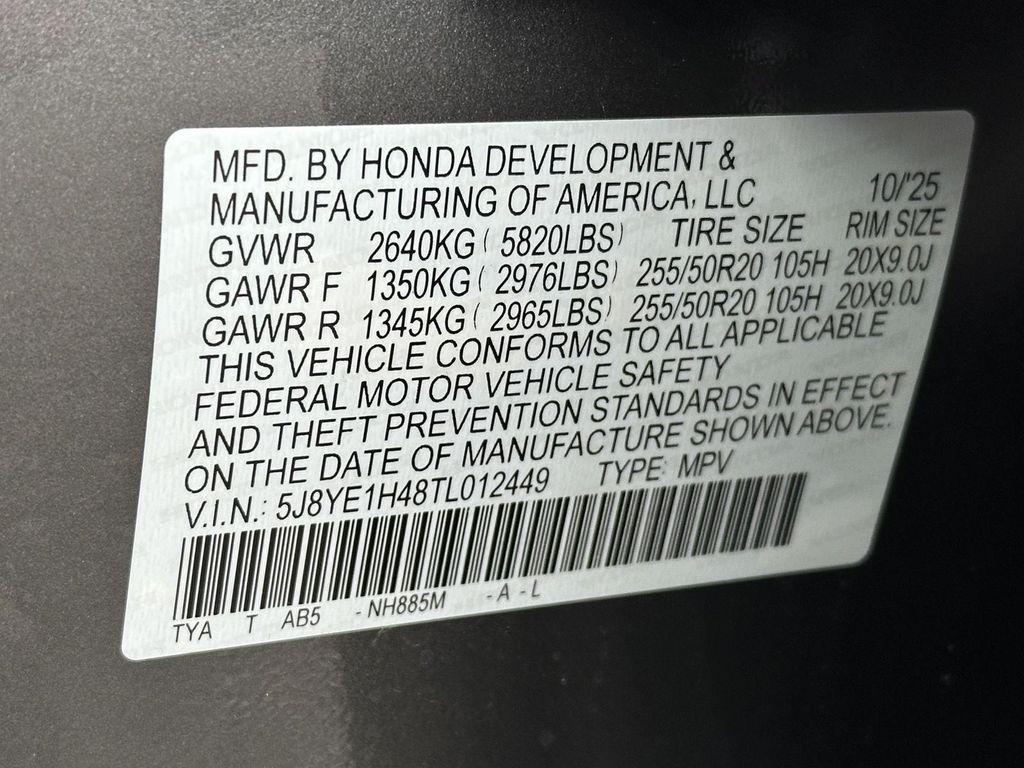 MFD. BY HONDA DEVELOPMENT &
MANUFACTURING OF AMERICA, LLC 10/'25
GVWR 2640KG ( 5820LBS) TIRE SIZE RIM SIZE
GAWR F 1350KG ( 2976LBS) 255/50R20 105H 20X9.0J
GAWR R 1345KG ( 2965LBS) 255/50R20 105H 20X9.0J
THIS VEHICLE CONFORMS TO ALL APPLICABLE
FEDERAL MOTOR VEHICLE SAFETY
AND THEFT PREVENTION STANDARDS IN EFFECT
ON THE DATE OF MANUFACTURE SHOWN ABOVE.
V.I.N.: 5J8YE1H48TL012449 TYPE: MPV
TYA T AB5 - NH885M - A - L